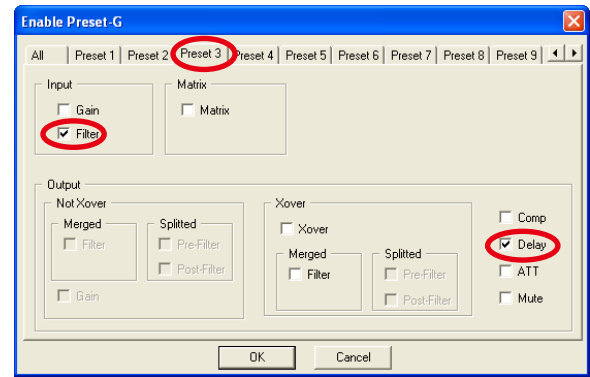 Enable Preset-G
All Preset 1 Preset 2 Preset 3 Preset 4 Preset 5 Preset 6 Preset 7 Preset 8 Preset 9
Input
Gain
Filter
Matrix
Matrix
Output
Not Xover
Merged
Filter
Splitted
Pre-Filter
Post-Filter
Gain
Xover
Xover
Merged
Filter
Splitted
Pre-Filter
Post-Filter
Comp
Delay
ATT
Mute
OK Cancel